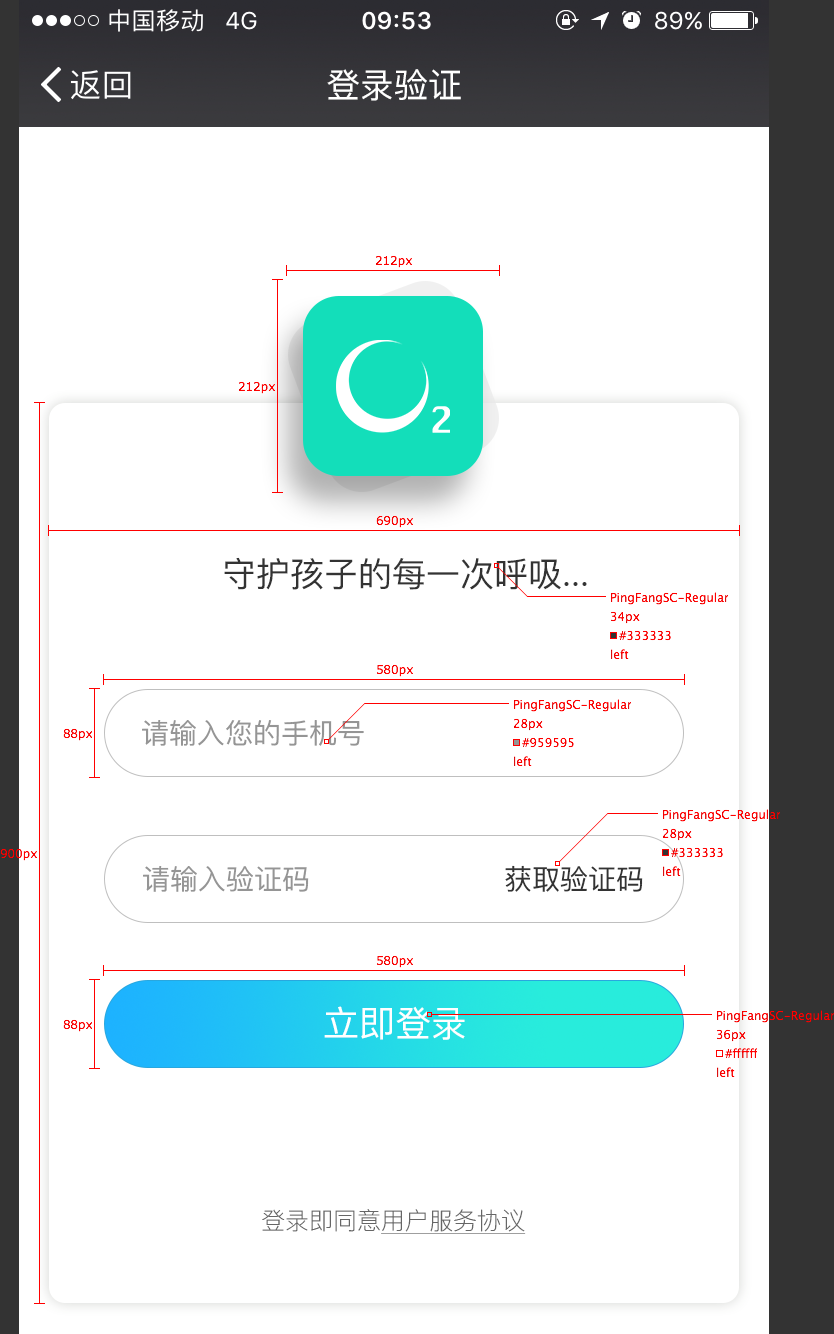 中国移动 4G 09:53 89%
返回 登录验证
212px
212px
2
690px
守护孩子的每一次呼吸...
PingFangSC-Regular
34px
#333333
left
580px
88px
请输入您的手机号
PingFangSC-Regular
28px
#959595
left
PingFangSC-Regular
28px
#333333
left
900px
请输入验证码 获取验证码
580px
88px
立即登录
PingFangSC-Regular
36px
#ffffff
left
登录即同意用户服务协议